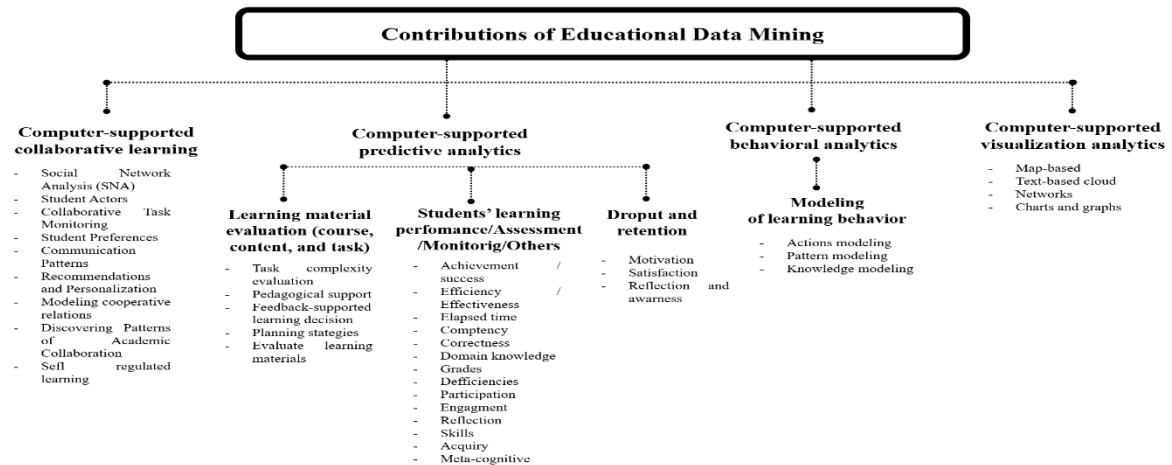 Contributions of Educational Data Mining
Computer-supported
collaborative learning
- Social Network
Analysis (SNA)
- Student Actors
- Collaborative Task
Monitoring
- Student Preferences
- Communication
Patterns
- Recommendations
and Personalization
- Modeling cooperative
relations
- Discovering Patterns
of Academic
Collaboration
- Sefl regulated
learning
Computer-supported
predictive analytics
Learning material
evaluation (course,
content, and task)
- Task complexity
evaluation
- Pedagogical support
- Feedback-supported
learning decision
- Planning stategies
- Evaluate learning
materials
Students' learning
perfomance/Assessment
/Monitorig/Others
- Achievement /
success
- Efficiency /
Effectiveness
- Elapsed time
- Comptency
- Correctness
- Domain knowledge
- Grades
- Defficiencies
- Participation
- Engagment
- Reflection
- Skills
- Acquiry
- Meta-cognitive
Droput and
retention
- Motivation
- Satisfaction
- Reflection and
awarness
Computer-supported
behavioral analytics
Modeling
of learning behavior
- Actions modeling
- Pattern modeling
- Knowledge modeling
Computer-supported
visualization analytics
- Map-based
- Text-based cloud
- Networks
- Charts and graphs